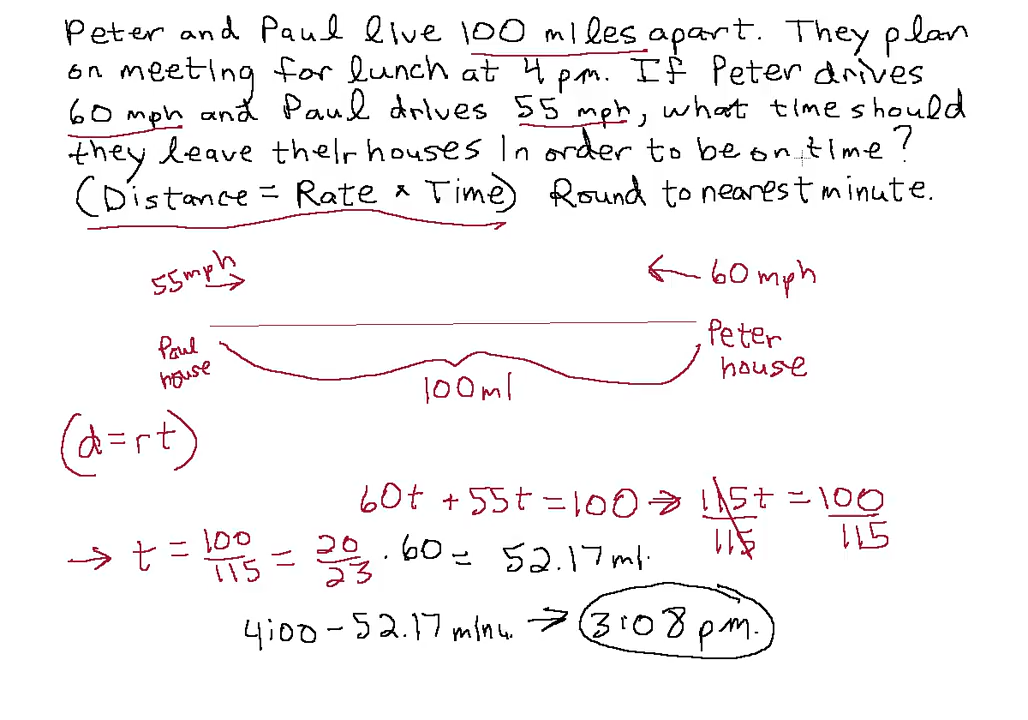 Peter and Paul live 100 miles apart. They plan
on meeting for lunch at 4 pm. If Peter drives
60 mph and Paul drives 55 mph, what time should
they leave their houses in order to be on time?
(Distance = Rate * Time) Round to nearest minute.
55mph → ← 60 mph
Paul house
Peter house
100 mi
(d=rt)
60t + 55t = 100 → 115t/115 = 100/115
→ t = 100/115 = 20/23 · 60 = 52.17 mi.
4:00 - 52.17 minu. → 3:08 pm.